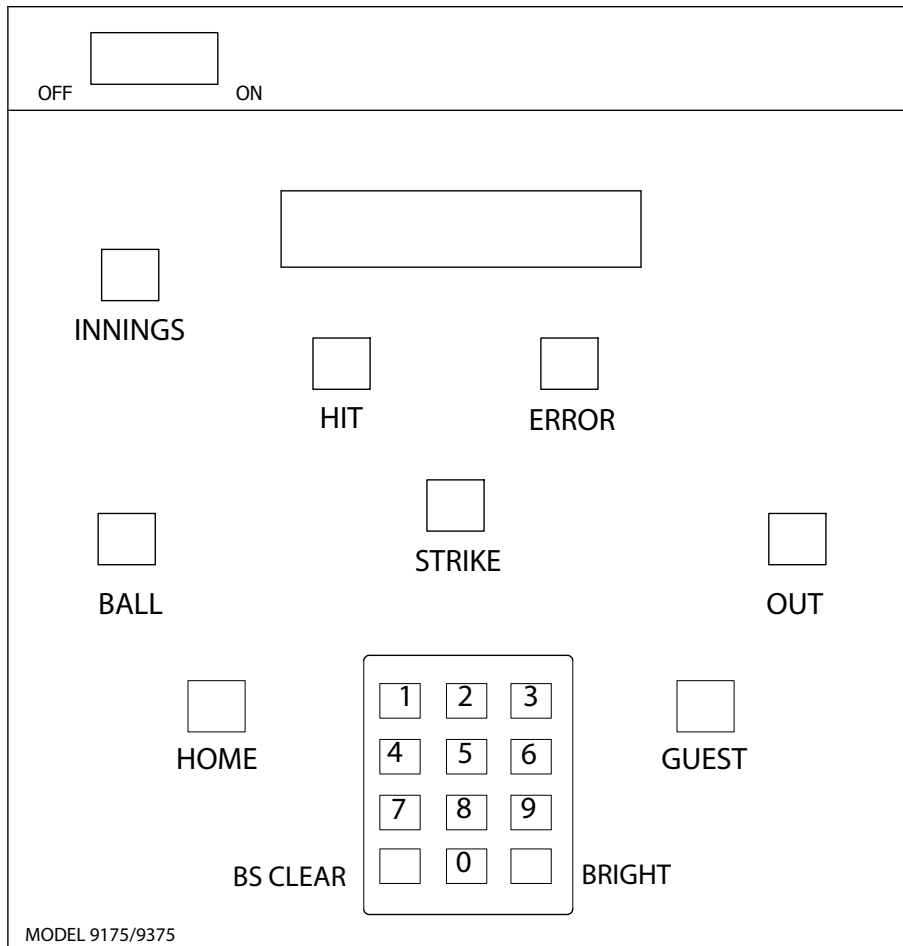 OFF ON
INNINGS
HIT ERROR
STRIKE
BALL OUT
1 2 3
HOME GUEST
4 5 6
7 8 9
BS CLEAR 0 BRIGHT
MODEL 9175/9375